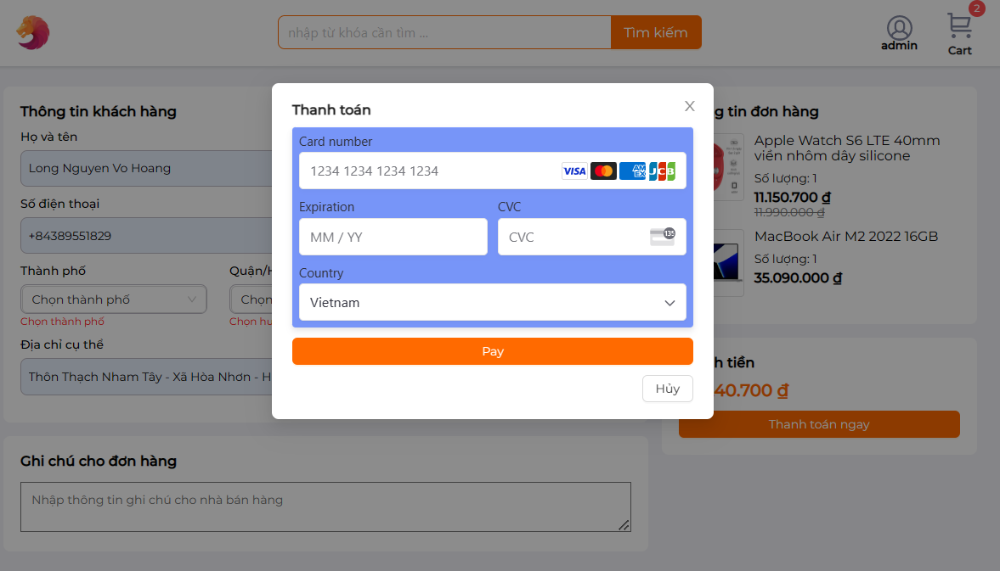 nhập từ khóa cần tìm ...
Tìm kiếm
admin
2
Cart
Thông tin khách hàng
Họ và tên
Long Nguyen Vo Hoang
Số điện thoại
+84389551829
Thành phố
Quận/H
Chọn thành phố
Chọn
Chọn thành phố
Chọn hu
Địa chỉ cụ thể
Thôn Thạch Nham Tây - Xã Hòa Nhơn - H
Ghi chú cho đơn hàng
Nhập thông tin ghi chú cho nhà bán hàng
Thanh toán
Card number
1234 1234 1234 1234
VISA
AM EX
JCB
Expiration
CVC
MM / YY
CVC
135
Country
Vietnam
Pay
Hủy
g tin đơn hàng
Apple Watch S6 LTE 40mm
viền nhôm dây silicone
Số lượng: 1
11.150.700 ₫
11.990.000 ₫
MacBook Air M2 2022 16GB
Số lượng: 1
35.090.000 ₫
h tiền
40.700 ₫
Thanh toán ngay